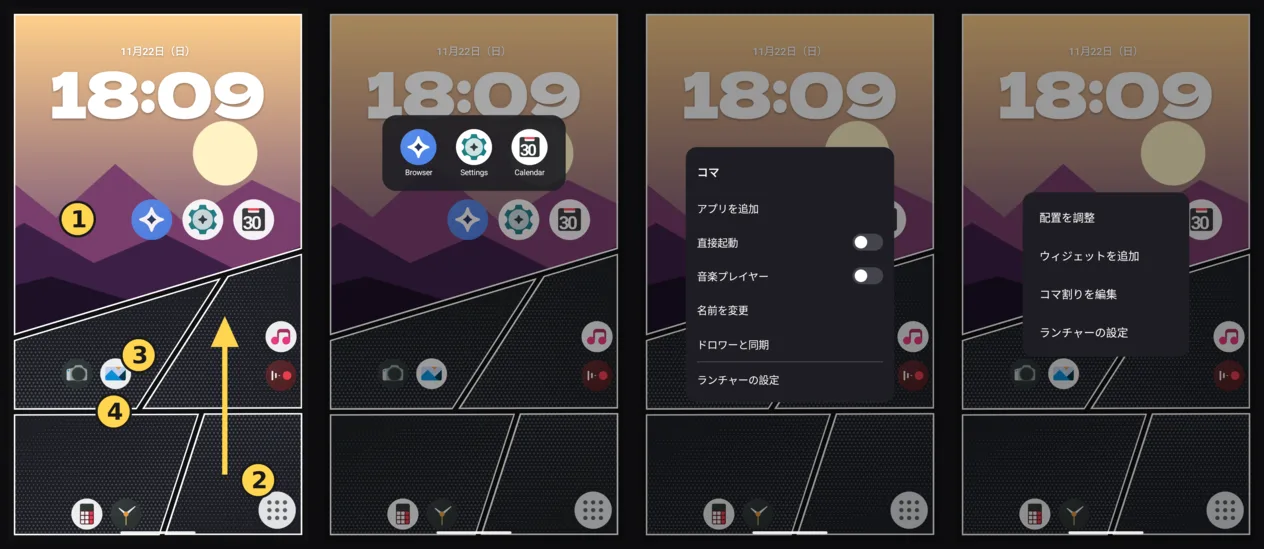 11月22日（日）
18:09
1
30
3
4
2
11月22日（日）
18:09
Browser
Settings
30
Calendar
30
11月22日（日）
18:09
コマ
アプリを追加
直接起動
音楽プレイヤー
名前を変更
ドロワーと同期
ランチャーの設定
11月22日（日）
18:09
配置を調整
ウィジェットを追加
コマ割りを編集
ランチャーの設定
30